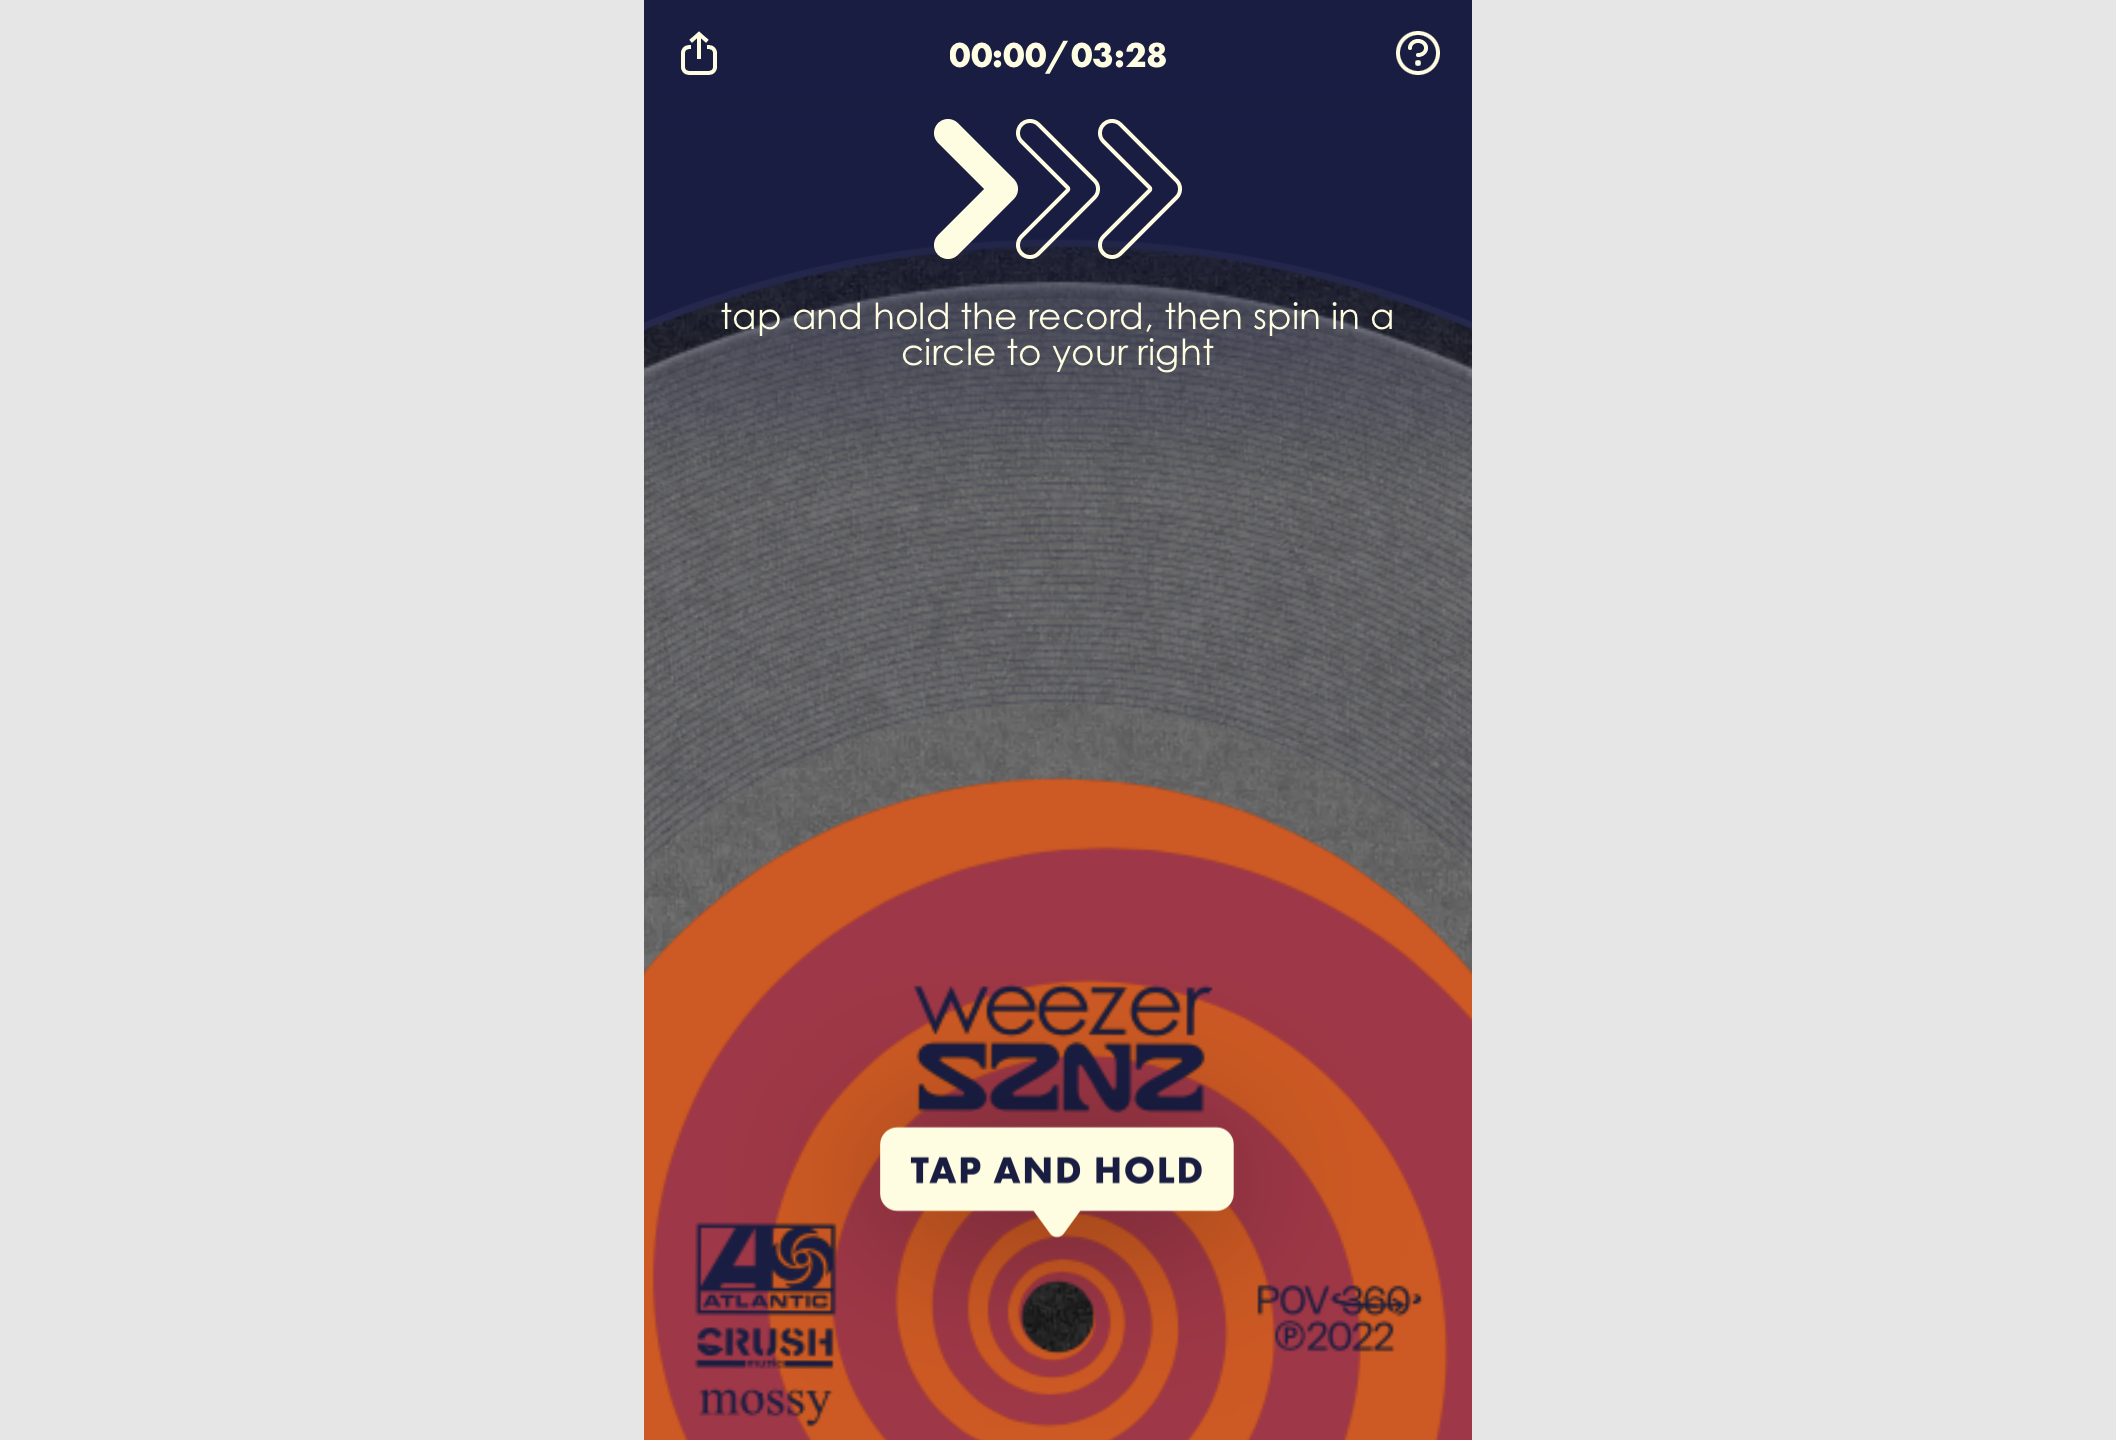 00:00/03:28
tap and hold the record, then spin in a
circle to your right
weezer
SZNZ
TAP AND HOLD
ATLANTIC
CRUSH
music
mossy
POV 360
℗2022